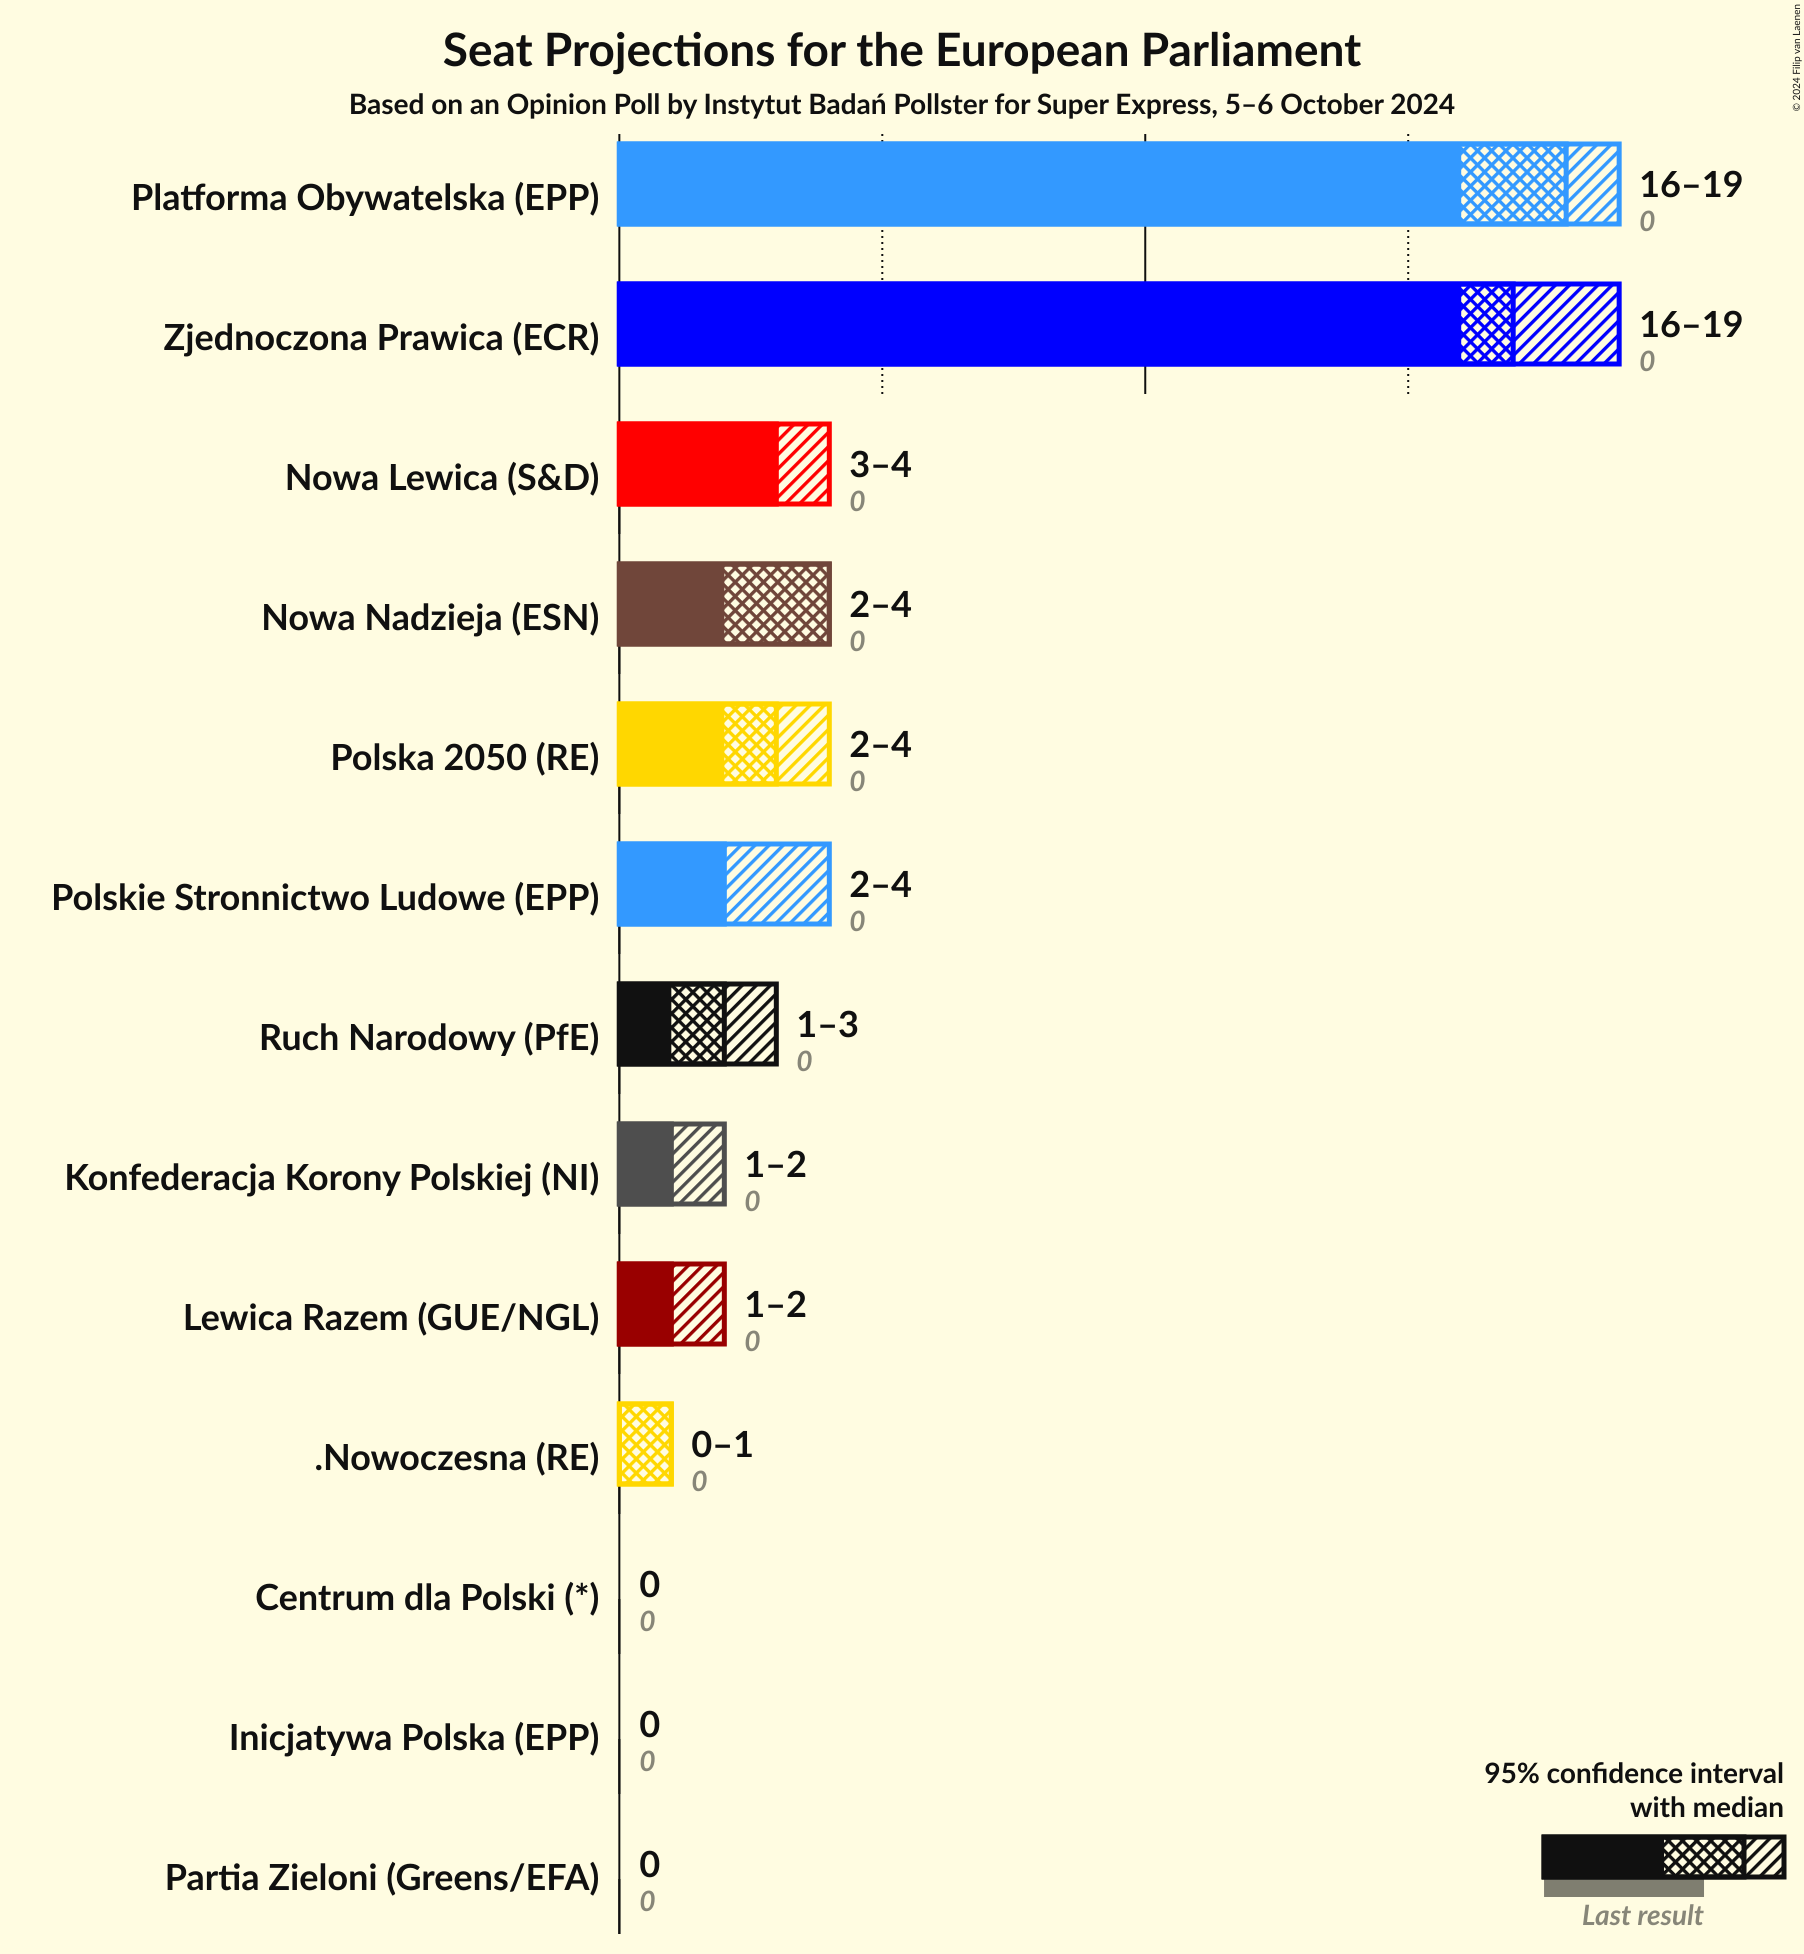 Seat Projections for the European Parliament
Based on an Opinion Poll by Instytut Badań Pollster for Super Express, 5–6 October 2024
© 2024 Filip van Laenen
Platforma Obywatelska (EPP)
16–19
0
Zjednoczona Prawica (ECR)
16–19
0
Nowa Lewica (S&D)
3–4
0
Nowa Nadzieja (ESN)
2–4
0
Polska 2050 (RE)
2–4
0
Polskie Stronnictwo Ludowe (EPP)
2–4
0
Ruch Narodowy (PfE)
1–3
0
Konfederacja Korony Polskiej (NI)
1–2
0
Lewica Razem (GUE/NGL)
1–2
0
.Nowoczesna (RE)
0–1
0
Centrum dla Polski (*)
0
0
Inicjatywa Polska (EPP)
0
0
Partia Zieloni (Greens/EFA)
0
0
95% confidence interval
with median
Last result